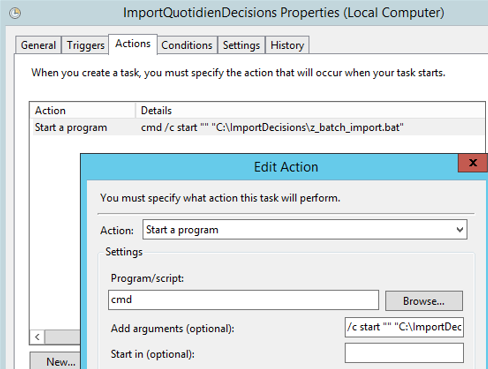 ImportQuotidienDecisions Properties (Local Computer)
General Triggers Actions Conditions Settings History
When you create a task, you must specify the action that will occur when your task starts.
Action Details
Start a program cmd /c start "" "C:\ImportDecisions\z_batch_import.bat"
Edit Action x
You must specify what action this task will perform.
Action: Start a program
Settings
Program/script:
cmd Browse...
Add arguments (optional): /c start "" "C:\ImportDec
Start in (optional):
New...